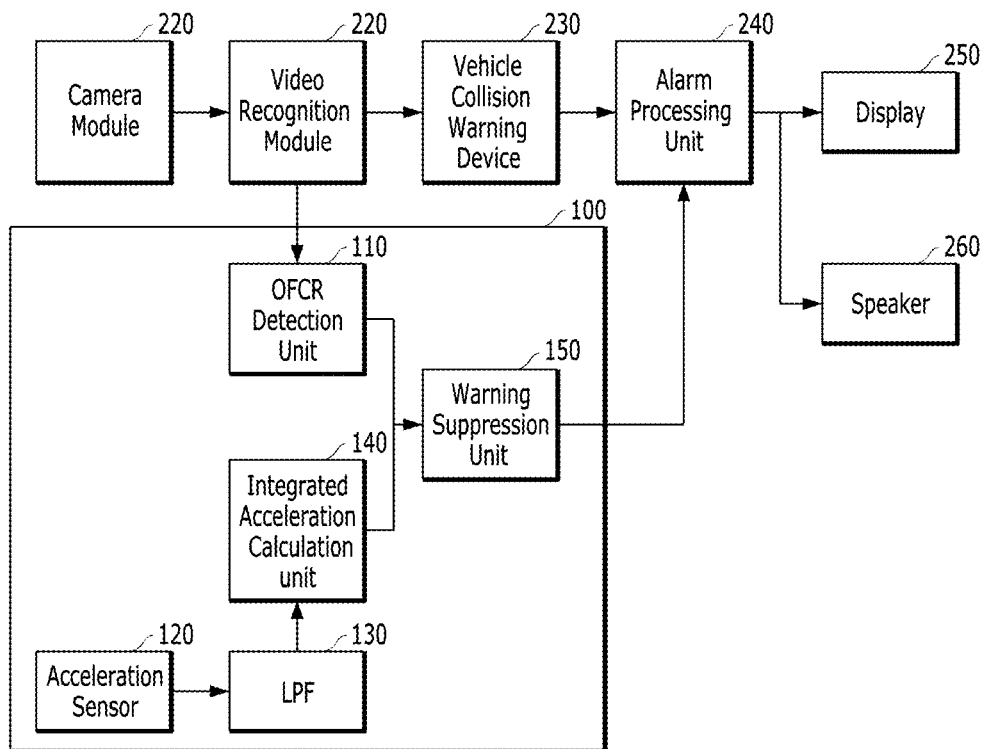 220
Camera
Module
220
Video
Recognition
Module
230
Vehicle
Collision
Warning
Device
240
Alarm
Processing
Unit
250
Display
260
Speaker
100
110
OFCR
Detection
Unit
150
Warning
Suppression
Unit
140
Integrated
Acceleration
Calculation
unit
120
Acceleration
Sensor
130
LPF